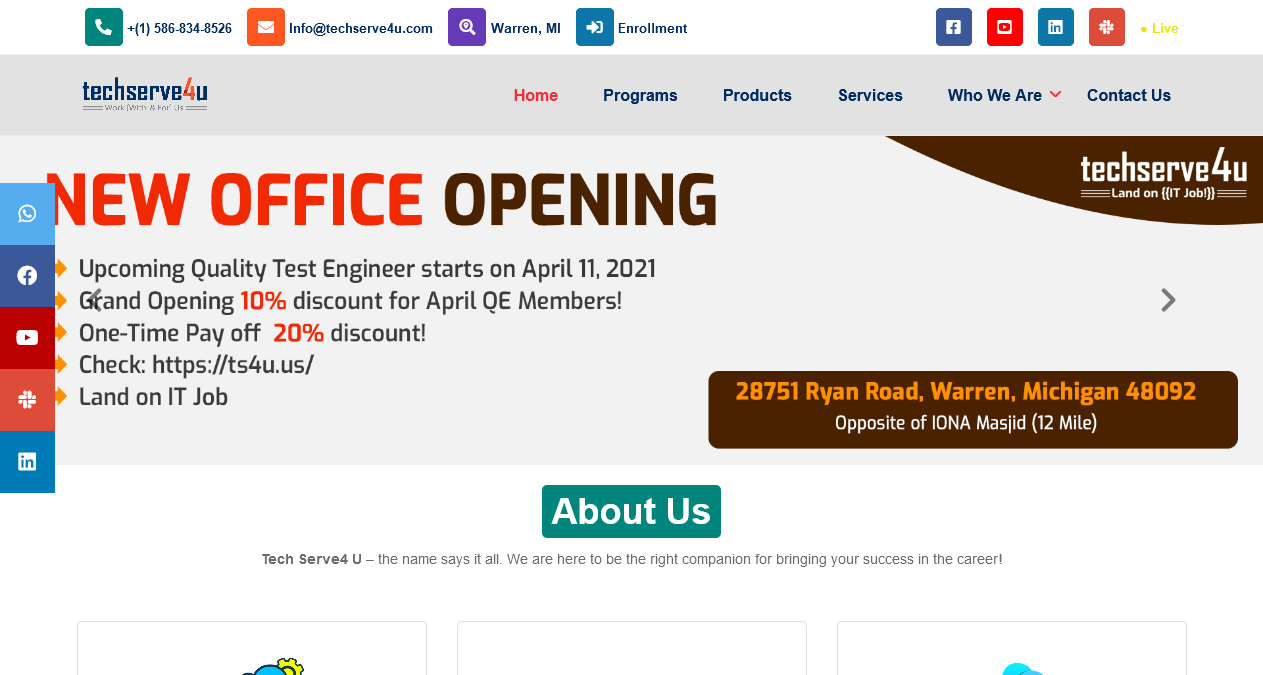 +(1) 586-834-8526 Info@techserve4u.com Warren, MI Enrollment ● Live
techserve4u
Work (With & For) Us
Home Programs Products Services Who We Are Contact Us
techserve4u
Land on {{IT Job!}}
NEW OFFICE OPENING
Upcoming Quality Test Engineer starts on April 11, 2021
Grand Opening 10% discount for April QE Members!
One-Time Pay off 20% discount!
Check: https://ts4u.us/
Land on IT Job
28751 Ryan Road, Warren, Michigan 48092
Opposite of IONA Masjid (12 Mile)
About Us
Tech Serve4 U – the name says it all. We are here to be the right companion for bringing your success in the career!